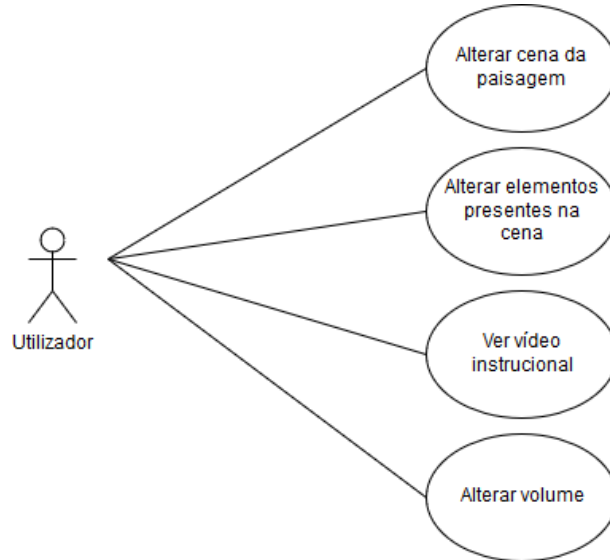 Alterar cena da
paisagem
Alterar elementos
presentes na
cena
Utilizador
Ver vídeo
instrucional
Alterar volume